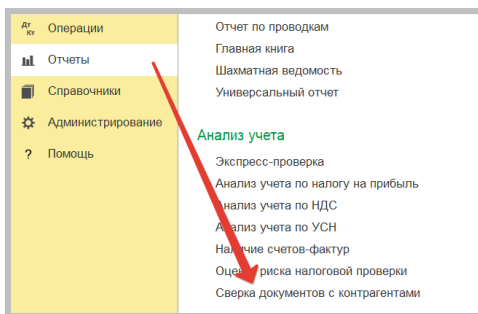 Дт Кт Операции
Отчеты
Справочники
Администрирование
? Помощь
Отчет по проводкам
Главная книга
Шахматная ведомость
Универсальный отчет
Анализ учета
Экспресс-проверка
Анализ учета по налогу на прибыль
Анализ учета по НДС
Анализ учета по УСН
Наличие счетов-фактур
Оценка риска налоговой проверки
Сверка документов с контрагентами